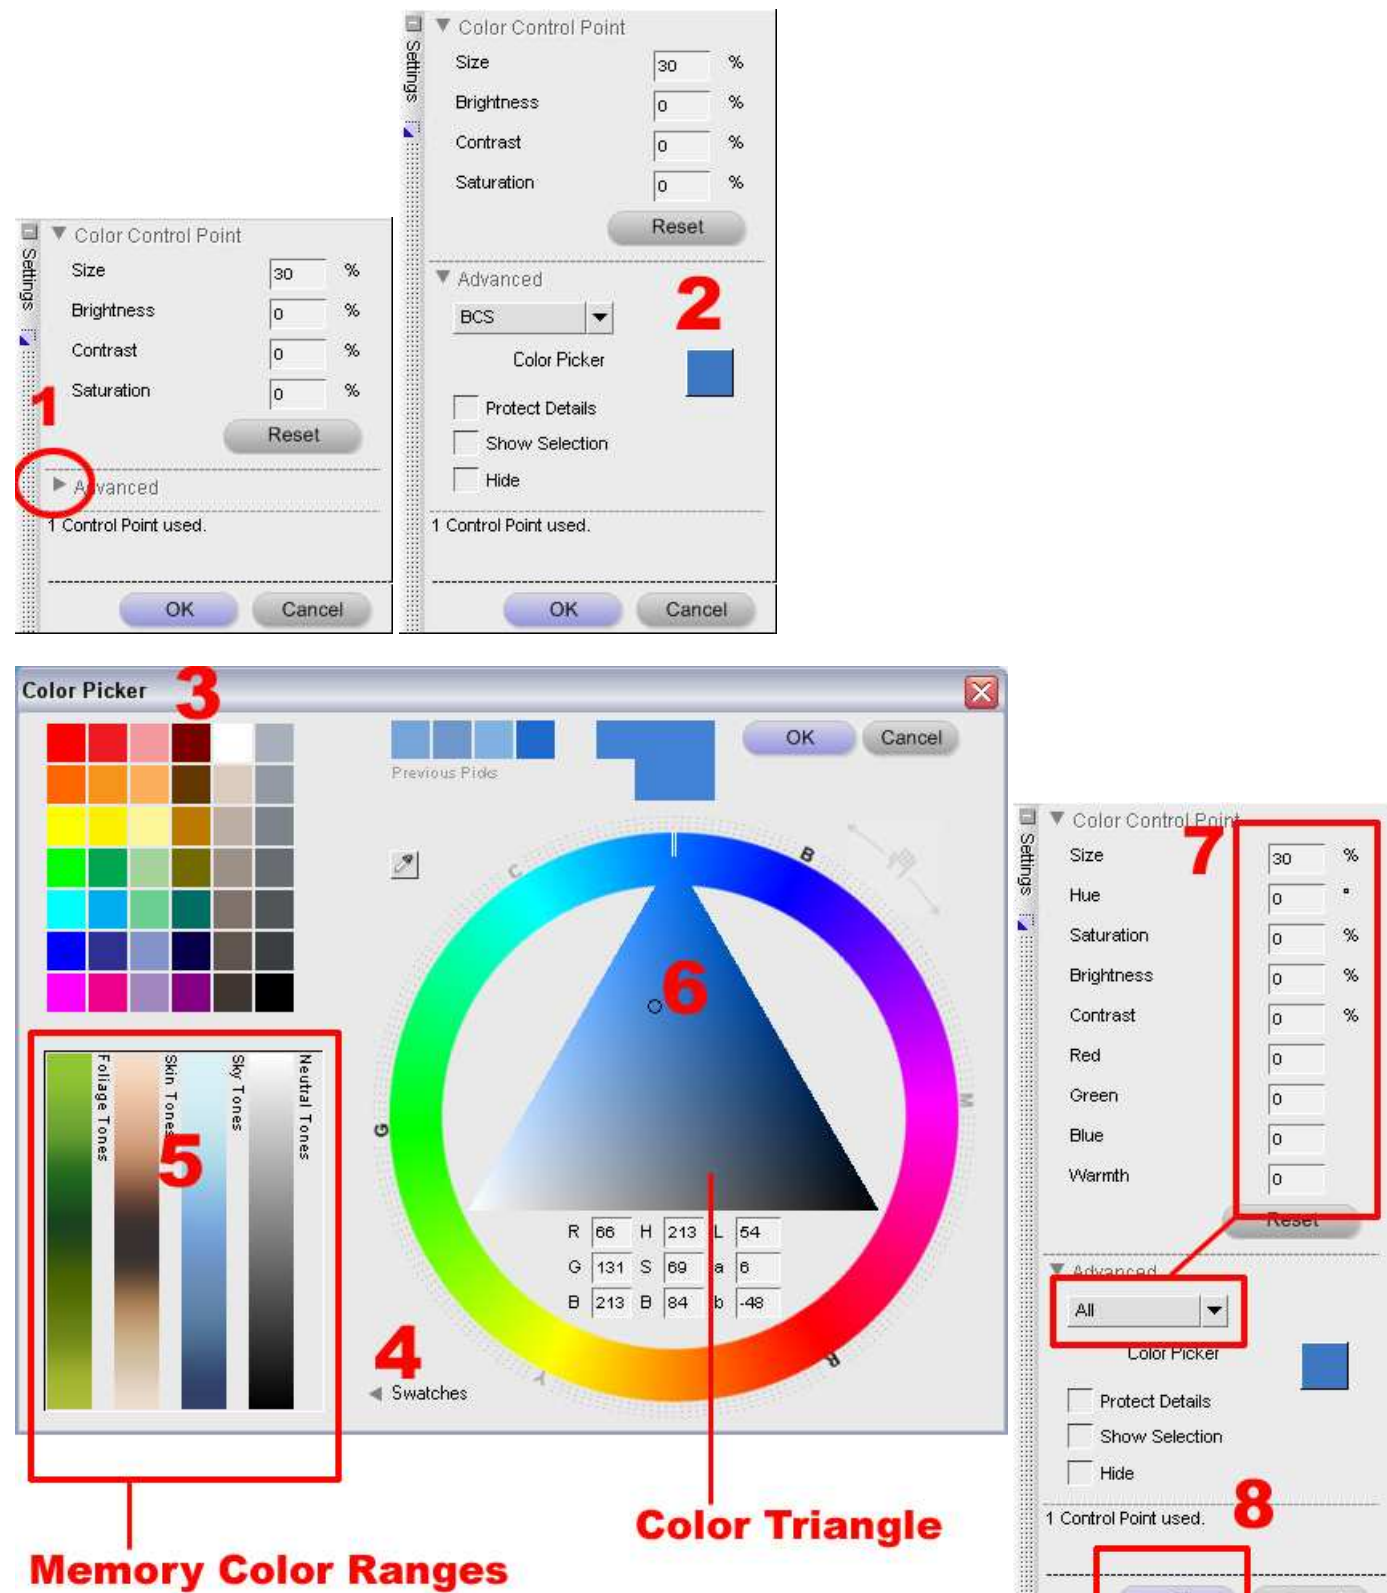 Settings
Color Control Point
Size 30 %
Brightness 0 %
Contrast 0 %
Saturation 0 %
Reset
1
Advanced
1 Control Point used.
OK Cancel
Settings
Color Control Point
Size 30 %
Brightness 0 %
Contrast 0 %
Saturation 0 %
Reset
Advanced
2
BCS
Color Picker
Protect Details
Show Selection
Hide
1 Control Point used.
OK Cancel
Color Picker 3
Previous Picks
OK Cancel
C B M R Y G
6
Foliage Tones
Skin Tones
Sky Tones
Neutral Tones
5
R 66 H 213 L 54
G 131 S 69 a 6
B 213 B 84 b -48
4
Swatches
Memory Color Ranges
Color Triangle
Settings
Color Control Point
7
Size 30 %
Hue 0 °
Saturation 0 %
Brightness 0 %
Contrast 0 %
Red 0
Green 0
Blue 0
Warmth 0
Reset
Advanced
All
Color Picker
Protect Details
Show Selection
Hide
8
1 Control Point used.